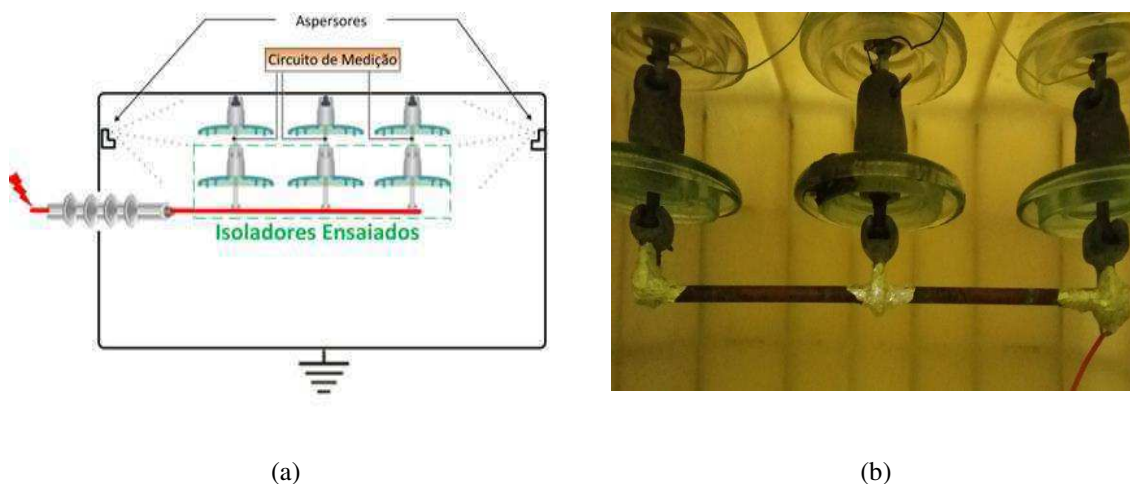 Aspersores
Circuito de Medição
Isoladores Ensaiados
(a)
(b)